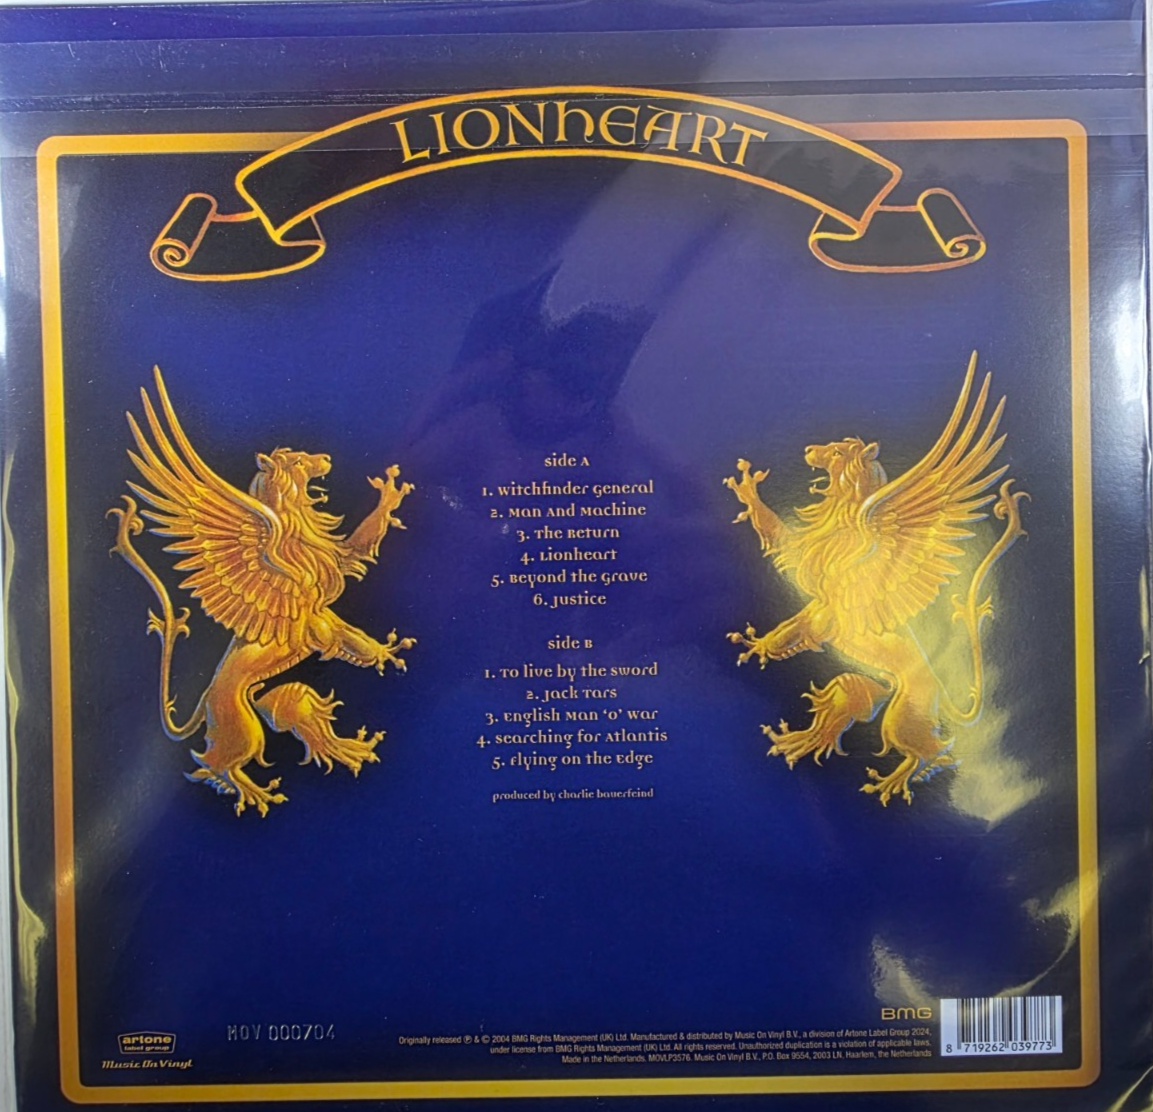 LIONhEART
side A
1. Witchfinder General
2. Man And Machine
3. The Return
4. Lionheart
5. Beyond the Grave
6. Justice
side B
1. To live by the sword
2. Jack Tars
3. English Man ‘O’ War
4. Searching for Atlantis
5. Flying on the Edge
produced by charlie bauerfeind
artone
label group
Music On Vinyl
MOV 000704
Originally released ℗ & © 2004 BMG Rights Management (UK) Ltd. Manufactured & distributed by Music On Vinyl B.V., a division of Artone Label Group 2024,
under license from BMG Rights Management (UK) Ltd. All rights reserved. Unauthorized duplication is a violation of applicable laws.
Made in the Netherlands. MOVLP3576. Music On Vinyl B.V., P.O. Box 9554, 2003 LN, Haarlem, the Netherlands
BMG
8 719262 039773